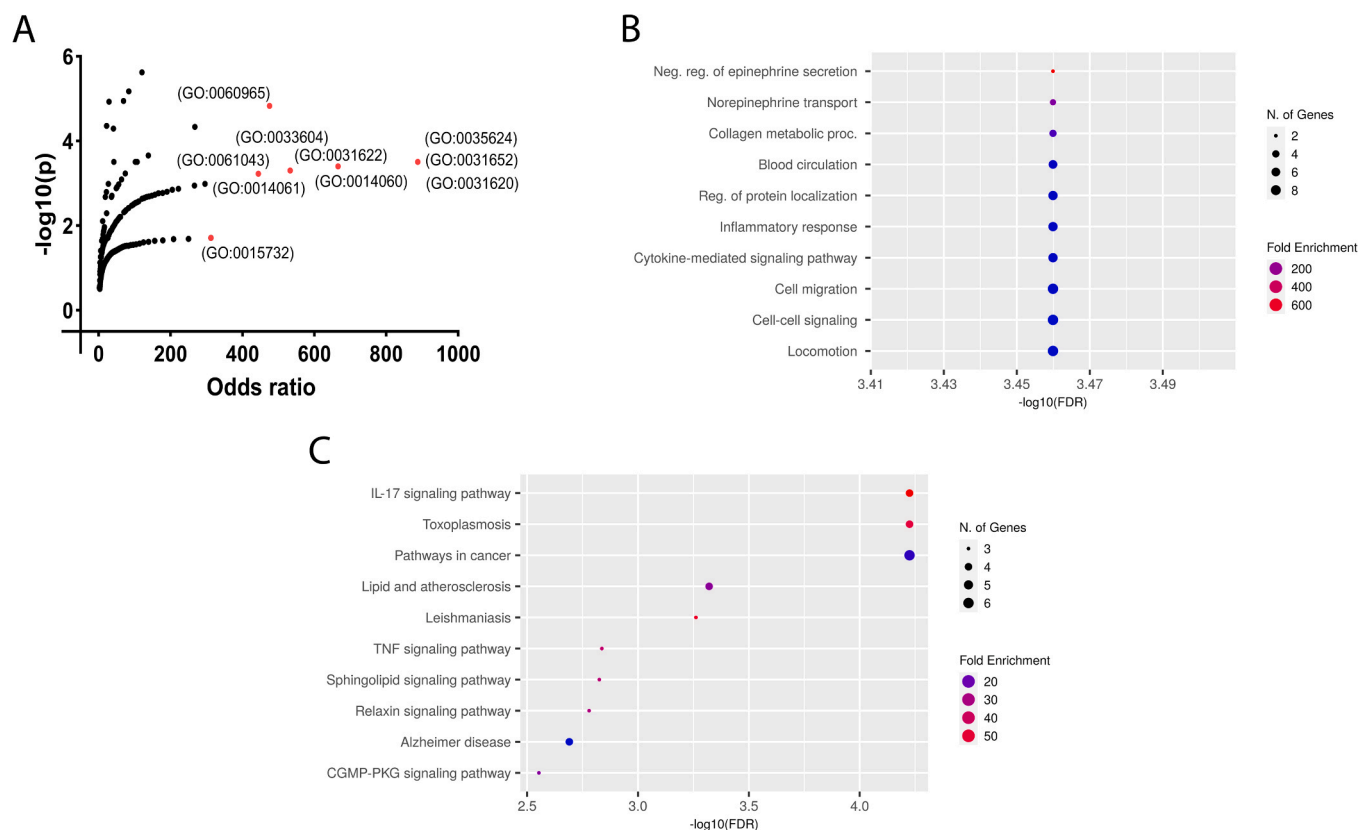 A
6
4
2
0
-log10(p)
(GO:0060965)
(GO:0033604)
(GO:0035624)
(GO:0061043)
(GO:0031622)
(GO:0031652)
(GO:0014061)
(GO:0014060)
(GO:0031620)
(GO:0015732)
0 200 400 600 800 1000
Odds ratio
B
Neg. reg. of epinephrine secretion
Norepinephrine transport
Collagen metabolic proc.
Blood circulation
Reg. of protein localization
Inflammatory response
Cytokine-mediated signaling pathway
Cell migration
Cell-cell signaling
Locomotion
3.41 3.43 3.45 3.47 3.49
-log10(FDR)
N. of Genes
2
4
6
8
Fold Enrichment
200
400
600
C
IL-17 signaling pathway
Toxoplasmosis
Pathways in cancer
Lipid and atherosclerosis
Leishmaniasis
TNF signaling pathway
Sphingolipid signaling pathway
Relaxin signaling pathway
Alzheimer disease
CGMP-PKG signaling pathway
2.5 3.0 3.5 4.0
-log10(FDR)
N. of Genes
3
4
5
6
Fold Enrichment
20
30
40
50